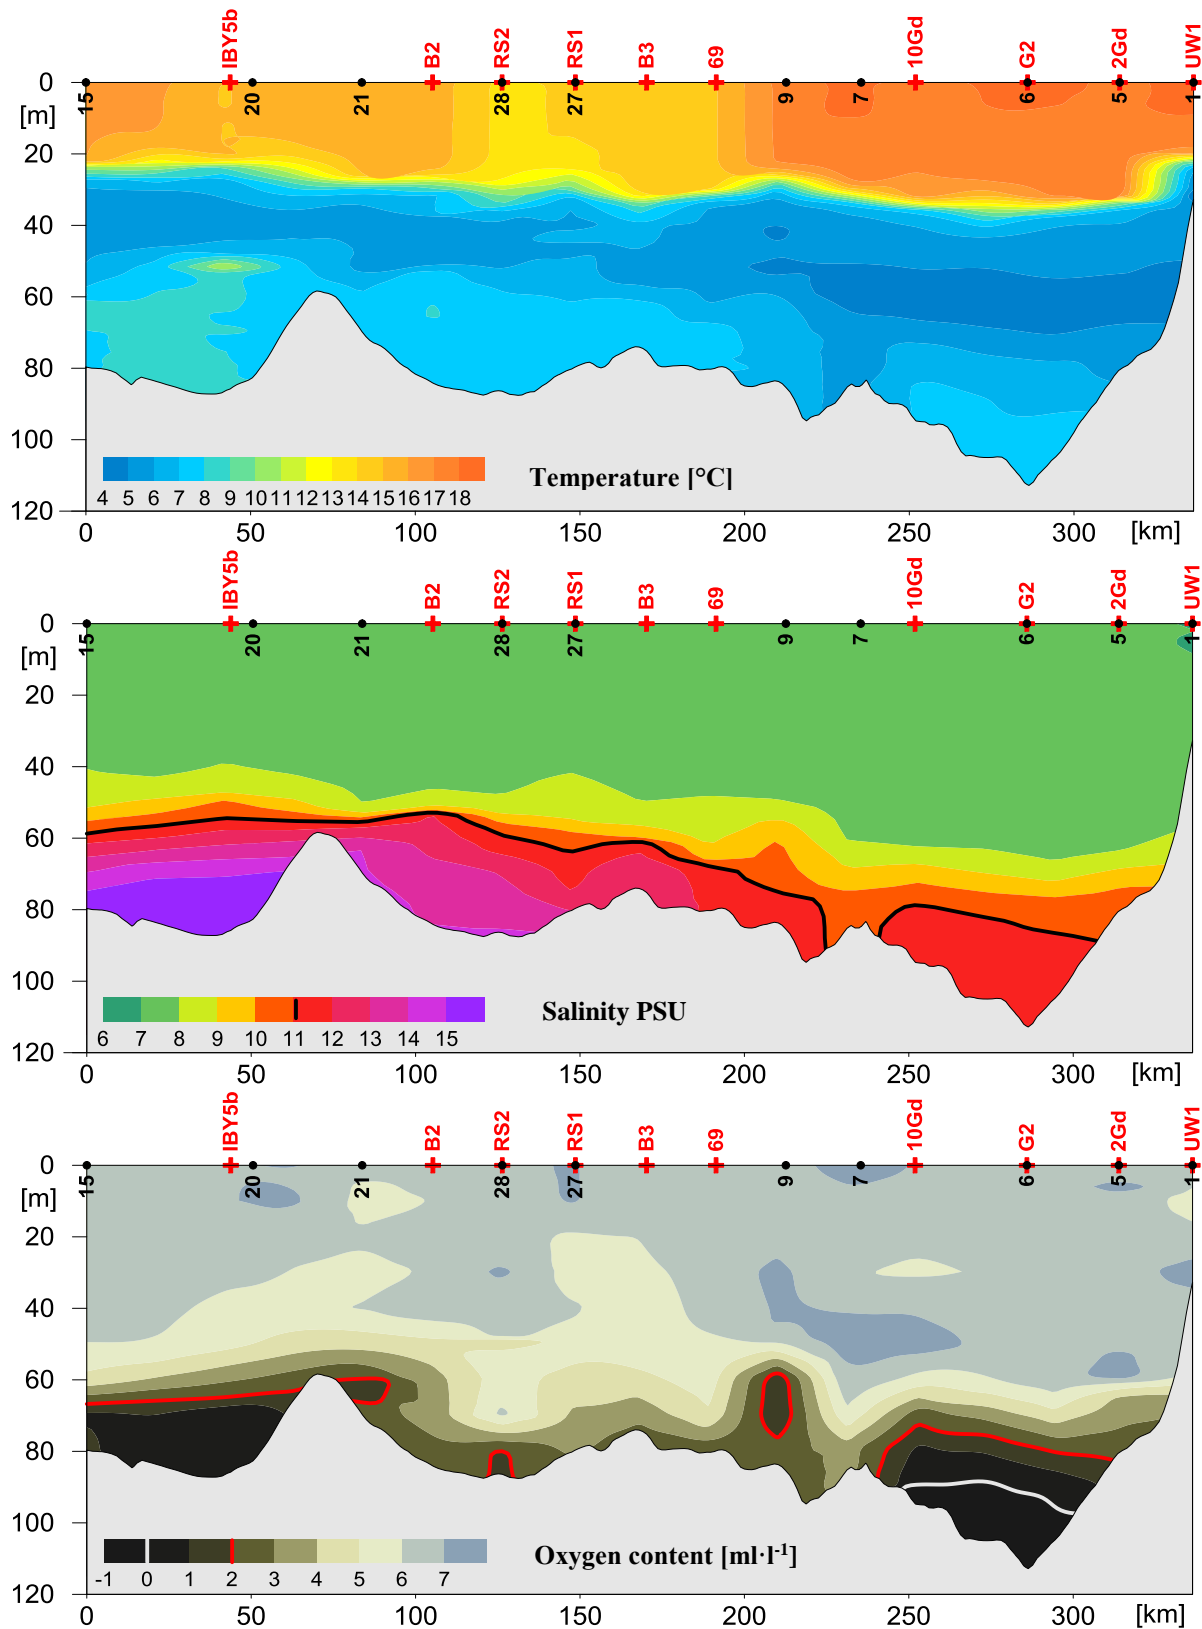 IBY5b B2 RS2 RS1 B3 69 10Gd G2 2Gd UW1
0 15 20 21 28 27 9 7 6 5 1
[m]
20
40
60
80
100
Temperature [°C]
4 5 6 7 8 9 10 11 12 13 14 15 16 17 18
120
0 50 100 150 200 250 300 [km]
IBY5b B2 RS2 RS1 B3 69 10Gd G2 2Gd UW1
0 15 20 21 28 27 9 7 6 5 1
[m]
20
40
60
80
100
Salinity PSU
6 7 8 9 10 11 12 13 14 15
120
0 50 100 150 200 250 300 [km]
IBY5b B2 RS2 RS1 B3 69 10Gd G2 2Gd UW1
0 15 20 21 28 27 9 7 6 5 1
[m]
20
40
60
80
100
Oxygen content [ml·l-1]
-1 0 1 2 3 4 5 6 7
120
0 50 100 150 200 250 300 [km]